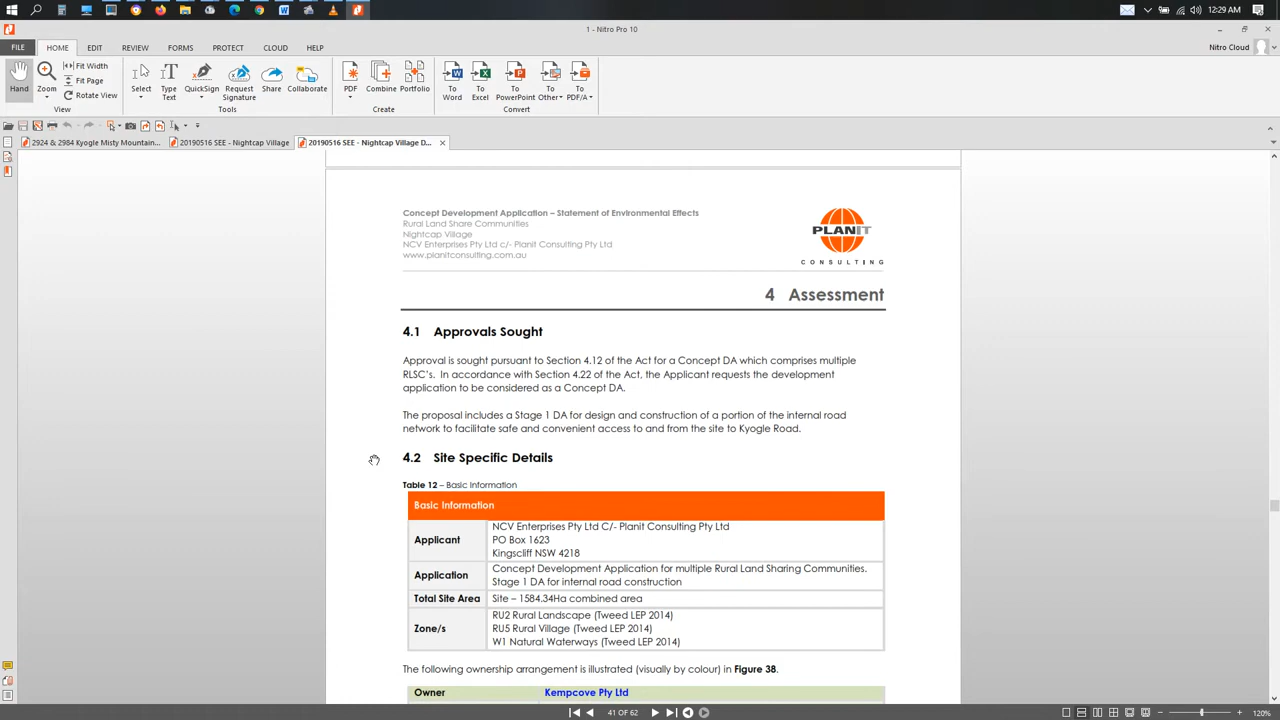 12:29 AM
1 - Nitro Pro 10
FILE HOME EDIT REVIEW FORMS PROTECT CLOUD HELP
Nitro Cloud
Hand
Zoom
Fit Width
Fit Page
Rotate View
Select
Type Text
QuickSign
Request Signature
Share
Collaborate
PDF
Combine
Portfolio
To Word
To Excel
To PowerPoint
To Other
To PDF/A
View
Tools
Create
Convert
2924 & 2984 Kyogle Misty Mountain...
20190516 SEE - Nightcap Village
20190516 SEE - Nightcap Village D...
Concept Development Application – Statement of Environmental Effects
Rural Land Share Communities
Nightcap Village
NCV Enterprises Pty Ltd c/- Planit Consulting Pty Ltd
www.planitconsulting.com.au
PLANIT
CONSULTING
4 Assessment
4.1 Approvals Sought
Approval is sought pursuant to Section 4.12 of the Act for a Concept DA which comprises multiple
RLSC's. In accordance with Section 4.22 of the Act, the Applicant requests the development
application to be considered as a Concept DA.
The proposal includes a Stage 1 DA for design and construction of a portion of the internal road
network to facilitate safe and convenient access to and from the site to Kyogle Road.
4.2 Site Specific Details
Table 12 – Basic Information
Basic Information
Applicant
NCV Enterprises Pty Ltd C/- Planit Consulting Pty Ltd
PO Box 1623
Kingscliff NSW 4218
Application
Concept Development Application for multiple Rural Land Sharing Communities.
Stage 1 DA for internal road construction
Total Site Area
Site – 1584.34Ha combined area
Zone/s
RU2 Rural Landscape (Tweed LEP 2014)
RU5 Rural Village (Tweed LEP 2014)
W1 Natural Waterways (Tweed LEP 2014)
The following ownership arrangement is illustrated (visually by colour) in Figure 38.
Owner
Kempcove Pty Ltd
41 OF 62
120%